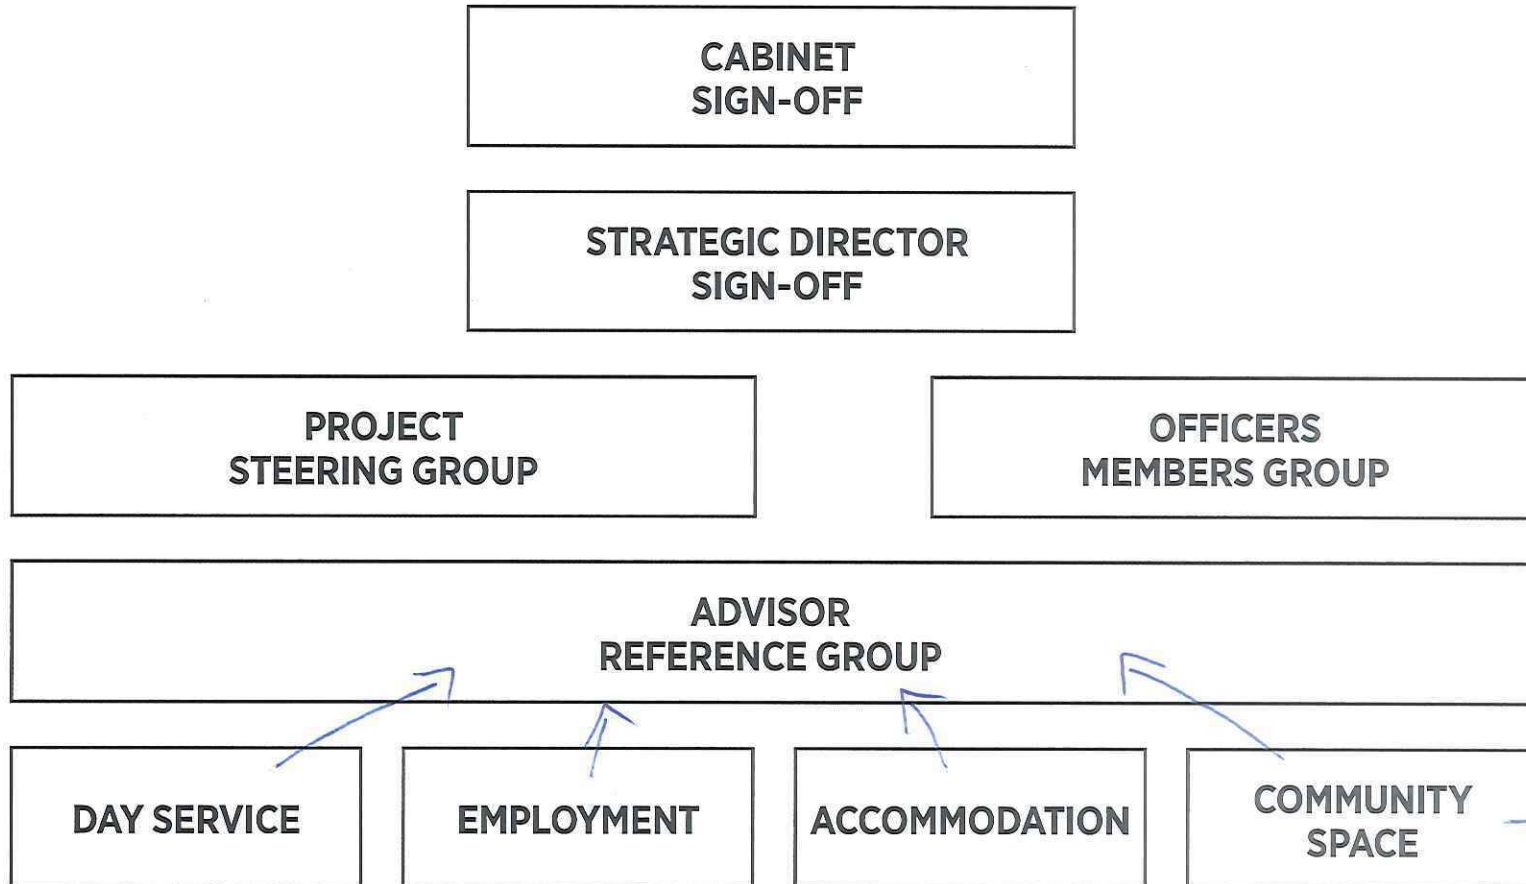 CABINET
SIGN-OFF
STRATEGIC DIRECTOR
SIGN-OFF
PROJECT
STEERING GROUP
OFFICERS
MEMBERS GROUP
ADVISOR
REFERENCE GROUP
DAY SERVICE
EMPLOYMENT
ACCOMMODATION
COMMUNITY
SPACE